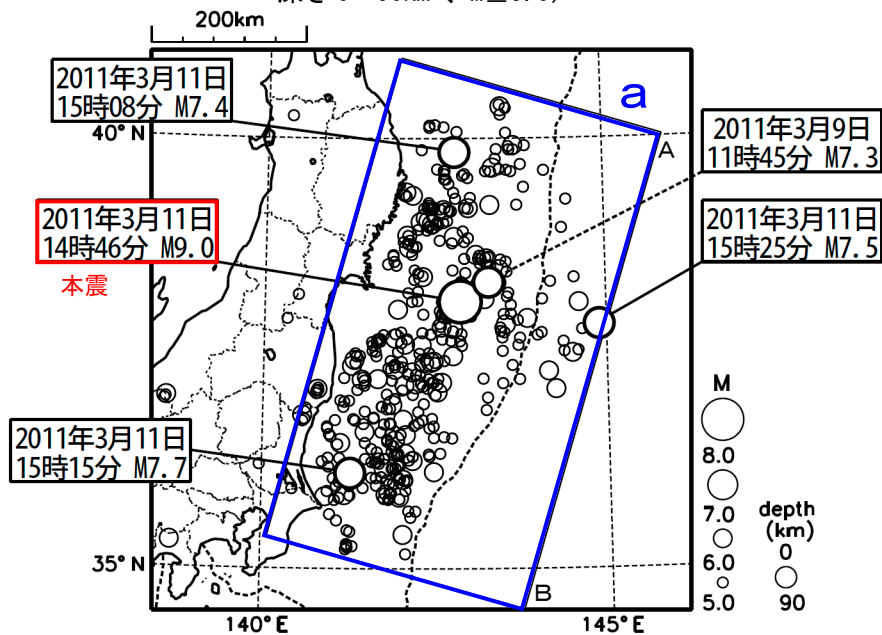 200km
2011年3月11日
15時08分 M7.4
a
40°N
A
2011年3月9日
11時45分 M7.3
2011年3月11日
14時46分 M9.0
2011年3月11日
15時25分 M7.5
本震
M
2011年3月11日
15時15分 M7.7
8.0
7.0
depth
(km)
6.0
0
5.0
90
35°N
B
140°E
145°E